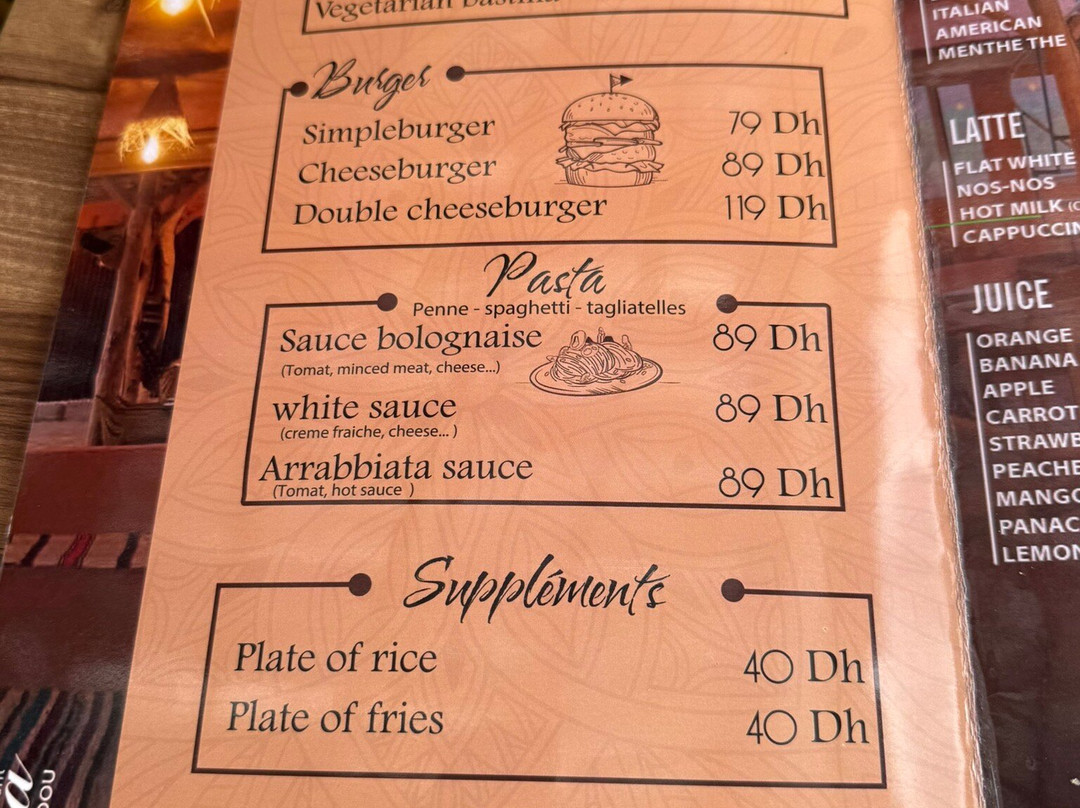 Vegetarian
Burger
Simpleburger 79 Dh
Cheeseburger 89 Dh
Double cheeseburger 119 Dh
Pasta
Penne - spaghetti - tagliatelles
Sauce bolognaise 89 Dh
(Tomat, minced meat, cheese...)
white sauce 89 Dh
(creme fraiche, cheese... )
Arrabbiata sauce 89 Dh
(Tomat, hot sauce )
Suppléments
Plate of rice 40 Dh
Plate of fries 40 Dh
ITALIAN
AMERICAN
MENTHE THE
LATTE
FLAT WHITE
NOS-NOS
HOT MILK
CAPPUCCIN
JUICE
ORANGE
BANANA
APPLE
CARROT
STRAWB
PEACHE
MANGO
PANAC
LEMON